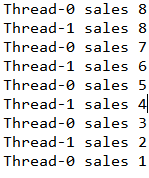 Thread-0 sales 8
Thread-1 sales 8
Thread-0 sales 7
Thread-1 sales 6
Thread-0 sales 5
Thread-1 sales 4
Thread-0 sales 3
Thread-1 sales 2
Thread-0 sales 1